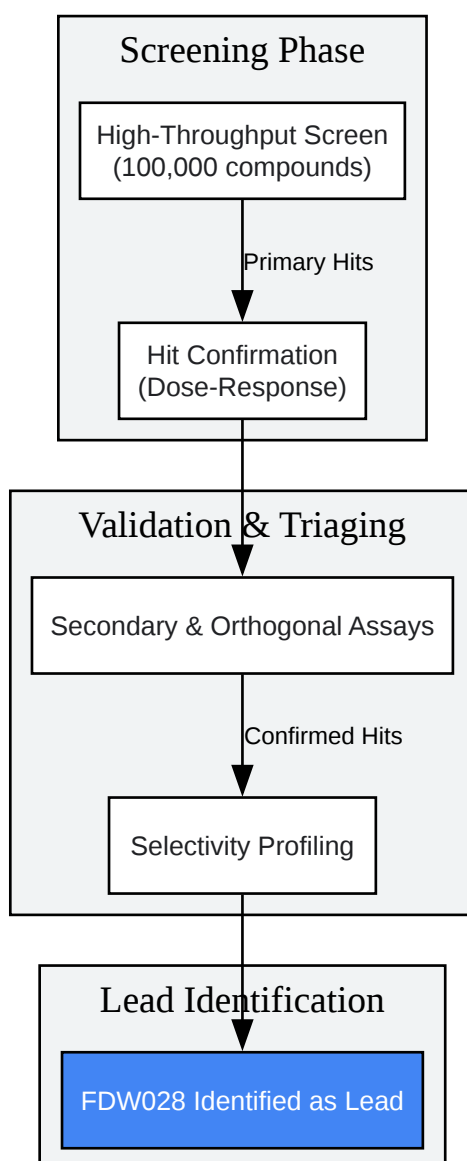 Screening Phase
High-Throughput Screen
(100,000 compounds)
Primary Hits
Hit Confirmation
(Dose-Response)
Validation & Triaging
Secondary & Orthogonal Assays
Confirmed Hits
Selectivity Profiling
Lead Identification
FDW028 Identified as Lead